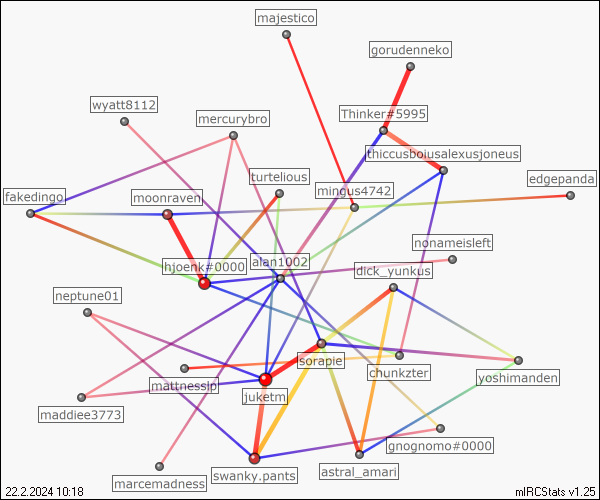 majestico
gorudenneko
wyatt8112
mercurybro
Thinker#5995
thiccusboiusalexusjoneus
turtelious
edgepanda
fakedingo
moonraven
mingus4742
nonameisleft
hjoenk#0000
alan1002
dick_yunkus
neptune01
sorapie
chunkzter
yoshimanden
mattnessip
juketm
maddiee3773
gnognomo#0000
marcemadness
swanky.pants
astral_amari
22.2.2024 10:18
mIRCStats v1.25